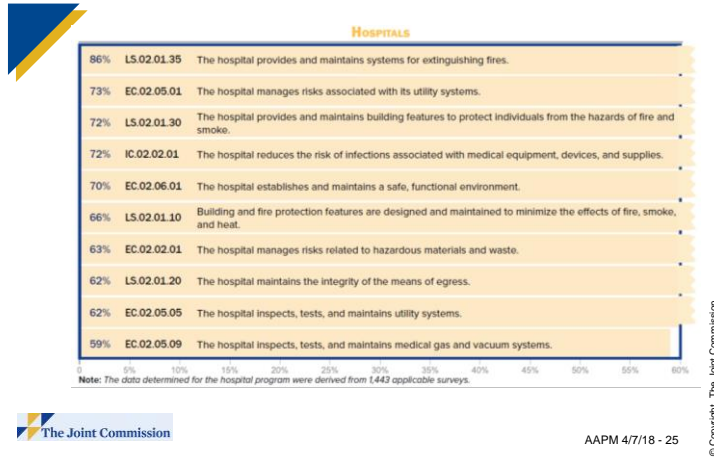 HOSPITALS
86% LS.02.01.35 The hospital provides and maintains systems for extinguishing fires.
73% EC.02.05.01 The hospital manages risks associated with its utility systems.
72% LS.02.01.30 The hospital provides and maintains building features to protect individuals from the hazards of fire and
smoke.
72% IC.02.02.01 The hospital reduces the risk of infections associated with medical equipment, devices, and supplies.
70% EC.02.06.01 The hospital establishes and maintains a safe, functional environment.
66% LS.02.01.10 Building and fire protection features are designed and maintained to minimize the effects of fire, smoke,
and heat.
63% EC.02.02.01 The hospital manages risks related to hazardous materials and waste.
62% LS.02.01.20 The hospital maintains the integrity of the means of egress.
62% EC.02.05.05 The hospital inspects, tests, and maintains utility systems.
59% EC.02.05.09 The hospital inspects, tests, and maintains medical gas and vacuum systems.
0 5% 10% 15% 20% 25% 30% 35% 40% 45% 50% 55% 60%
Note: The data determined for the hospital program were derived from 1,443 applicable surveys.
The Joint Commission
AAPM 4/7/18 - 25
© Copyright, The Joint Commission